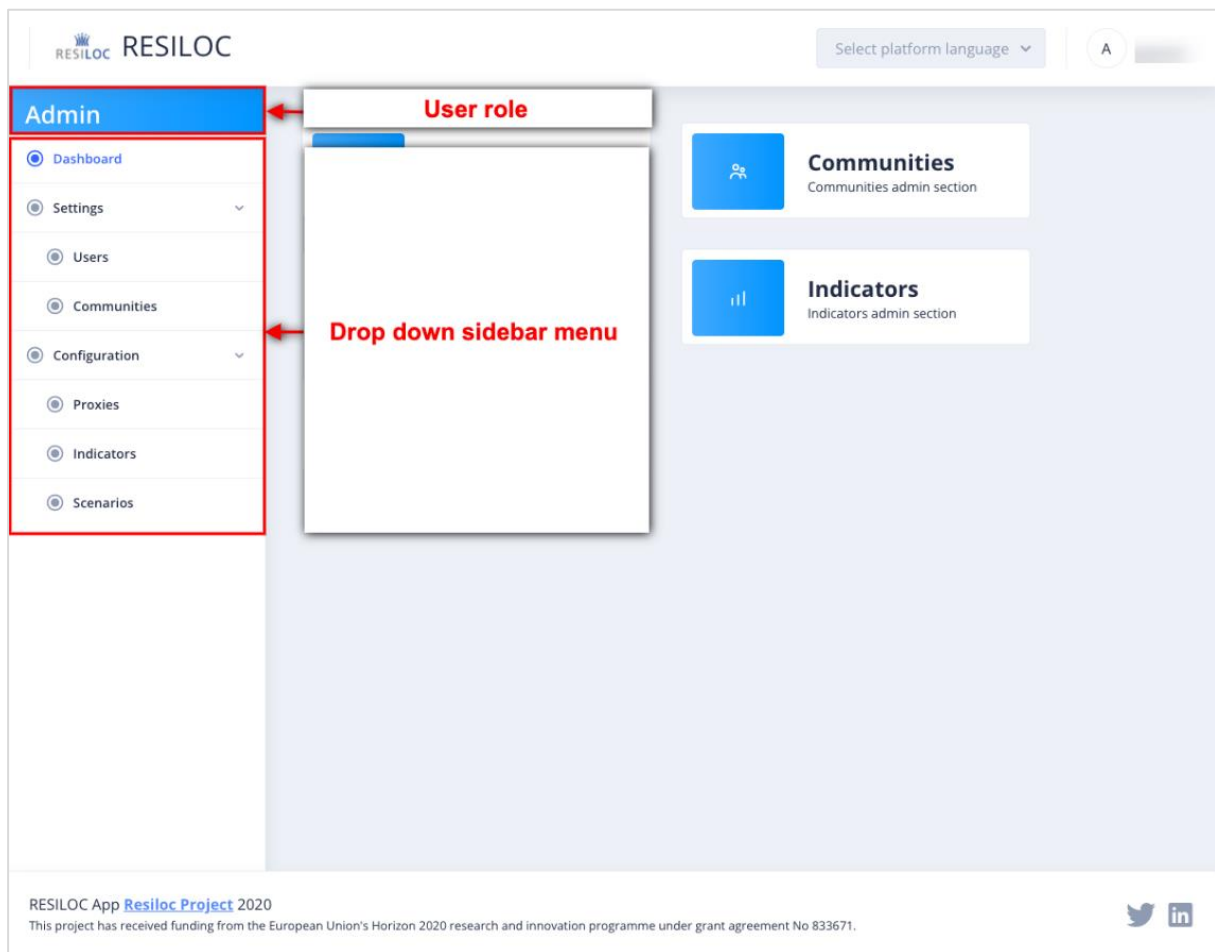 RESILOC RESILOC
Select platform language
A
Admin
User role
Dashboard
Settings
Users
Communities
Configuration
Proxies
Indicators
Scenarios
Drop down sidebar menu
Communities
Communities admin section
Indicators
Indicators admin section
RESILOC App Resiloc Project 2020
This project has received funding from the European Union's Horizon 2020 research and innovation programme under grant agreement No 833671.
in